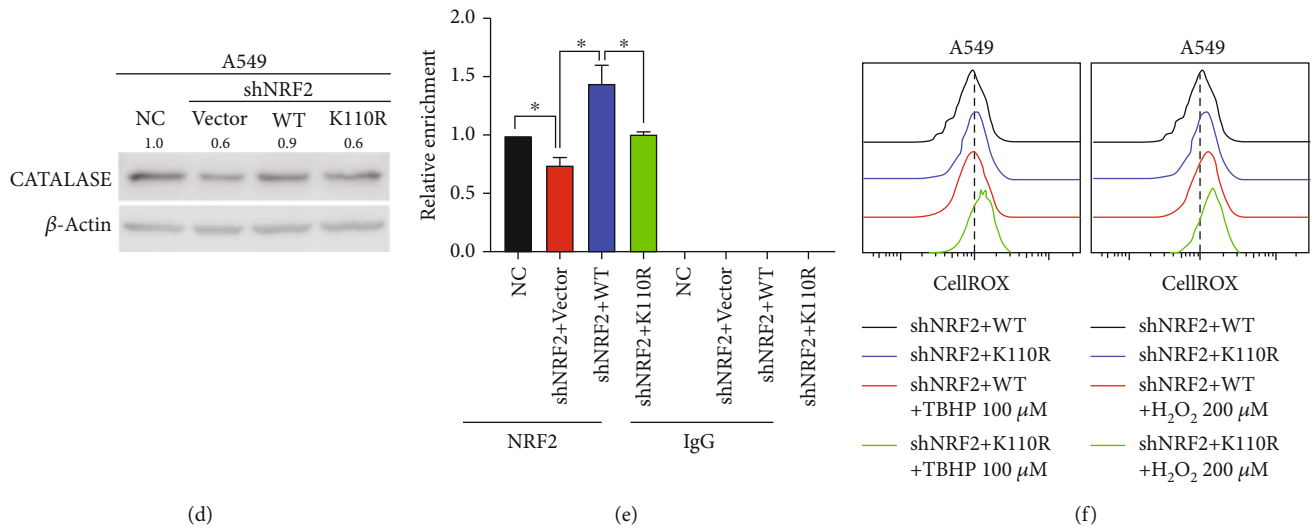 A549
shNRF2
NC Vector WT K110R
1.0 0.6 0.9 0.6
CATALASE
β-Actin
(d)
Relative enrichment
2.0
1.5
1.0
0.5
0.0
* * *
NC
shNRF2+Vector
shNRF2+WT
shNRF2+K110R
NC
shNRF2+Vector
shNRF2+WT
shNRF2+K110R
NRF2 IgG
(e)
A549
CellROX
shNRF2+WT
shNRF2+K110R
shNRF2+WT
+TBHP 100 μM
shNRF2+K110R
+TBHP 100 μM
A549
CellROX
shNRF2+WT
shNRF2+K110R
shNRF2+WT
+H₂O₂ 200 μM
shNRF2+K110R
+H₂O₂ 200 μM
(f)